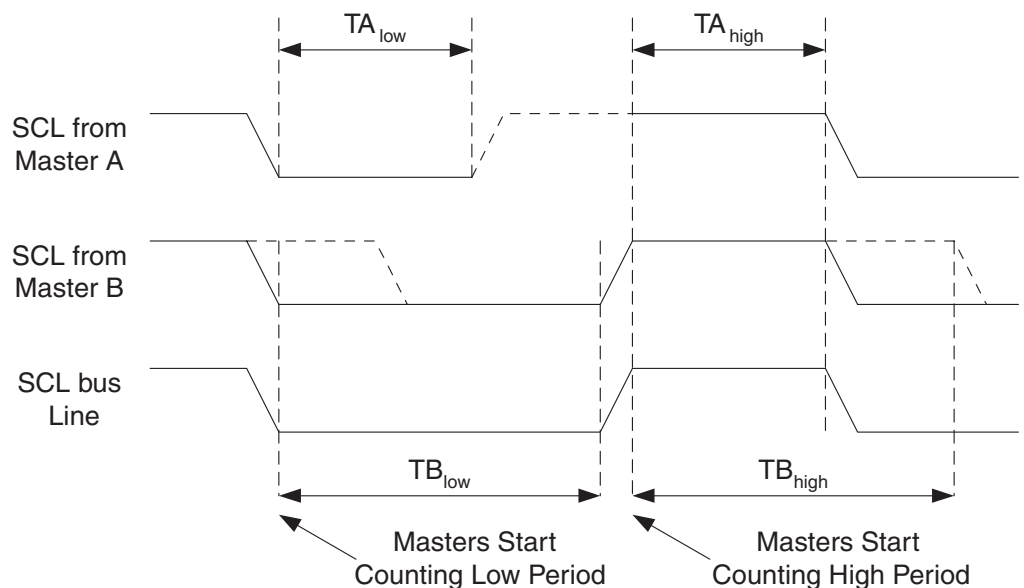 TA low
TA high
SCL from
Master A
SCL from
Master B
SCL bus
Line
TB low
TB high
Masters Start
Counting Low Period
Masters Start
Counting High Period